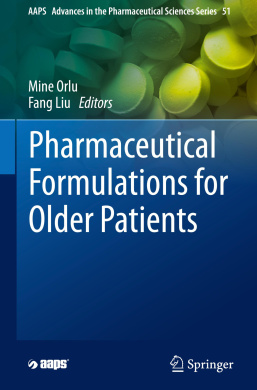 AAPS Advances in the Pharmaceutical Sciences Series 51
Mine Orlu
Fang Liu Editors
Pharmaceutical
Formulations for
Older Patients
aaps®
Springer